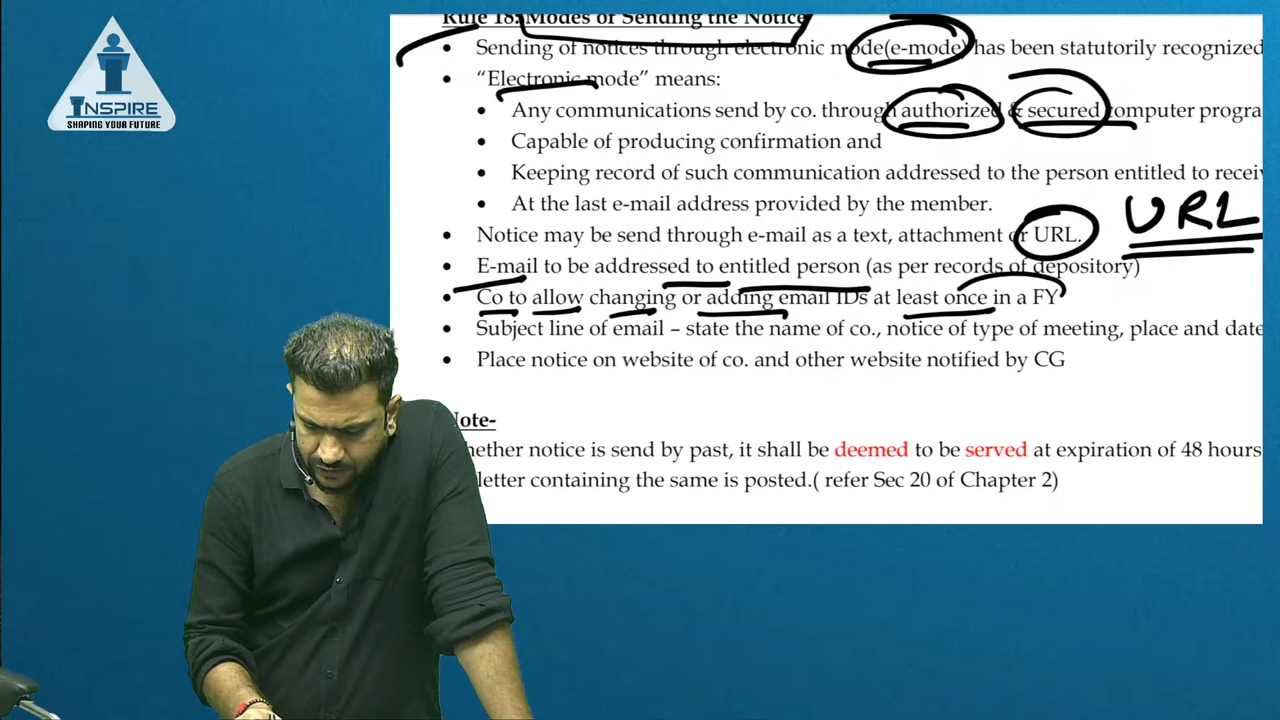 INSPIRE
SHAPING YOUR FUTURE
Rule 18: Modes of Sending the Notice
• Sending of notices through electronic mode(e-mode) has been statutorily recognized
• “Electronic mode” means:
• Any communications send by co. through authorized & secured computer progra
• Capable of producing confirmation and
• Keeping record of such communication addressed to the person entitled to recei
• At the last e-mail address provided by the member.
• Notice may be send through e-mail as a text, attachment or URL.
URL
• E-mail to be addressed to entitled person (as per records of depository)
• Co to allow changing or adding email IDs at least once in a FY
• Subject line of email – state the name of co., notice of type of meeting, place and date
• Place notice on website of co. and other website notified by CG
ote-
hether notice is send by past, it shall be deemed to be served at expiration of 48 hours
letter containing the same is posted.( refer Sec 20 of Chapter 2)